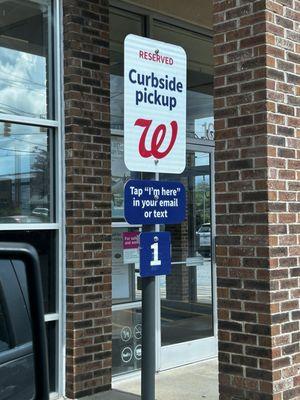 RESERVED
Curbside
pickup
W
Tap "I'm here"
in your email
or text
1